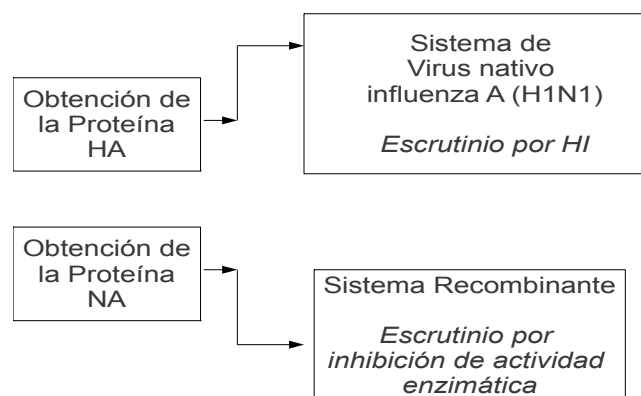 Obtención de
la Proteína
HA
Sistema de
Virus nativo
influenza A (H1N1)
Escrutinio por HI
Obtención de
la Proteína
NA
Sistema Recombinante
Escrutinio por
inhibición de actividad
enzimática